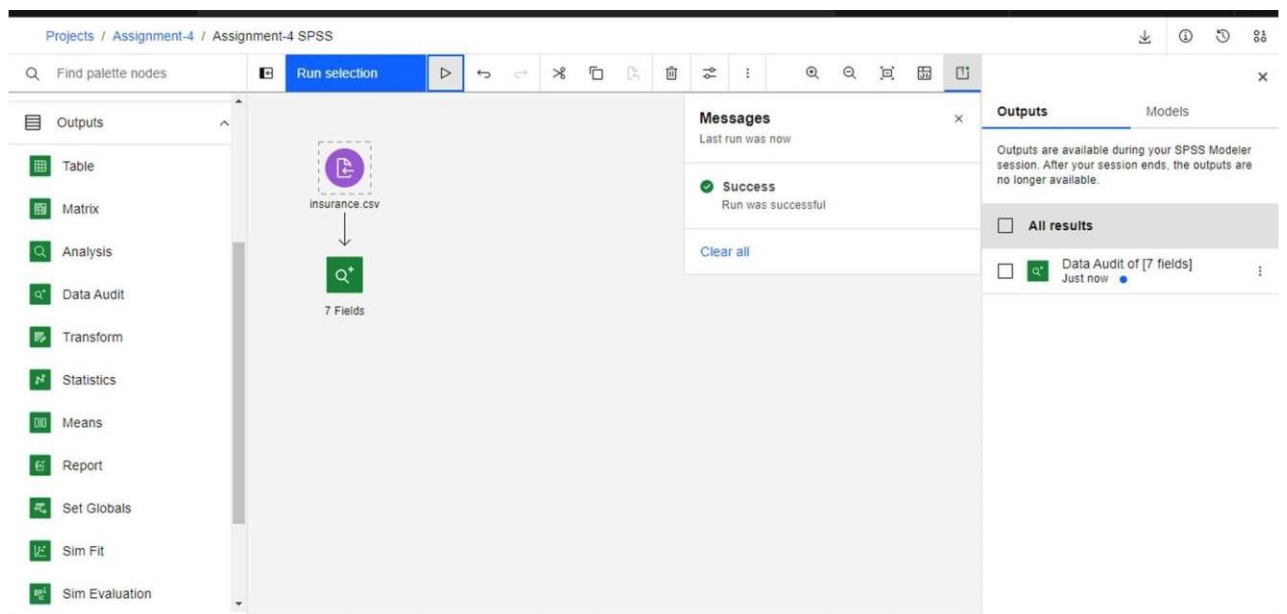 Projects / Assignment-4 / Assignment-4 SPSS
Find palette nodes
Run selection
Outputs
Table
Matrix
Analysis
Data Audit
Transform
Statistics
Means
Report
Set Globals
Sim Fit
Sim Evaluation
insurance.csv
7 Fields
Messages
Last run was now
Success
Run was successful
Clear all
Outputs Models
Outputs are available during your SPSS Modeler
session. After your session ends, the outputs are
no longer available.
All results
Data Audit of [7 fields]
Just now